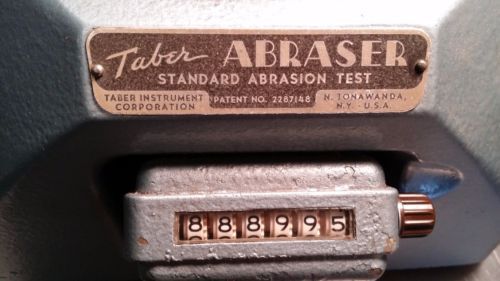 Taber ABRASER
STANDARD ABRASION TEST
TABER INSTRUMENT CORPORATION
PATENT NO. 2287148
N. TONAWANDA, N.Y. - U.S.A.
888995